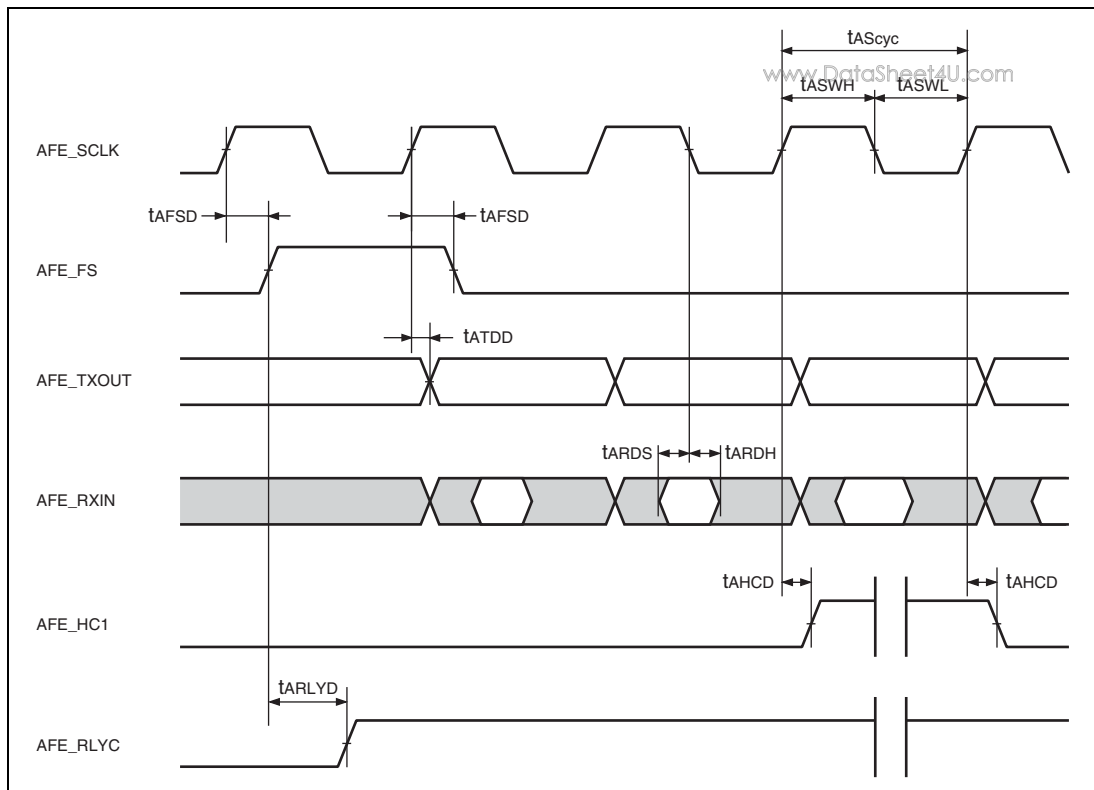 tAScyc
www.DataSheet4U.com
tASWH
tASWL
AFE_SCLK
tAFSD
tAFSD
AFE_FS
tATDD
AFE_TXOUT
tARDS
tARDH
AFE_RXIN
tAHCD
tAHCD
AFE_HC1
tARLYD
AFE_RLYC